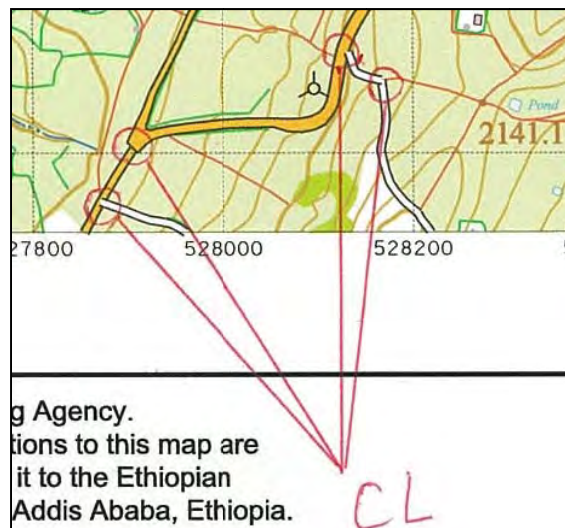 Pond
2141.1
27800 528000 528200
g Agency.
tions to this map are
it to the Ethiopian
Addis Ababa, Ethiopia.
CL